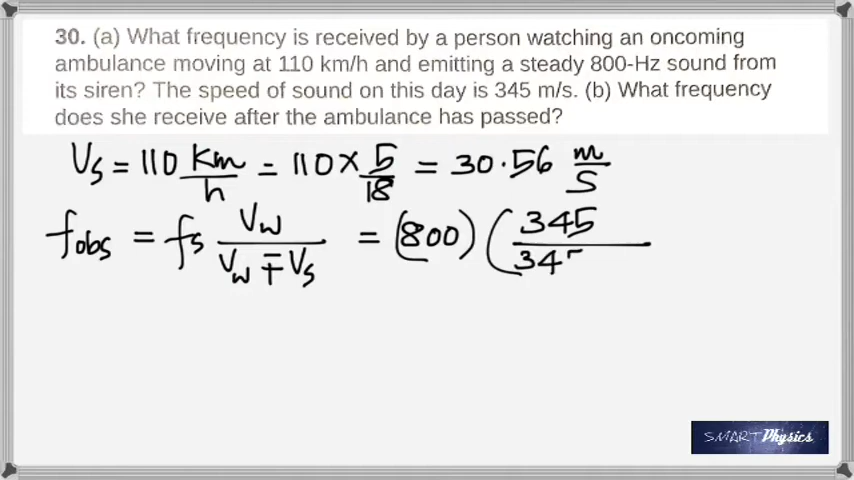 30. (a) What frequency is received by a person watching an oncoming
ambulance moving at 110 km/h and emitting a steady 800-Hz sound from
its siren? The speed of sound on this day is 345 m/s. (b) What frequency
does she receive after the ambulance has passed?
Vs = 110 Km/h = 110 × 5/18 = 30.56 m/s
fobs = fs Vw/(Vw ∓ Vs) = (800) (345/345
SMART Physics